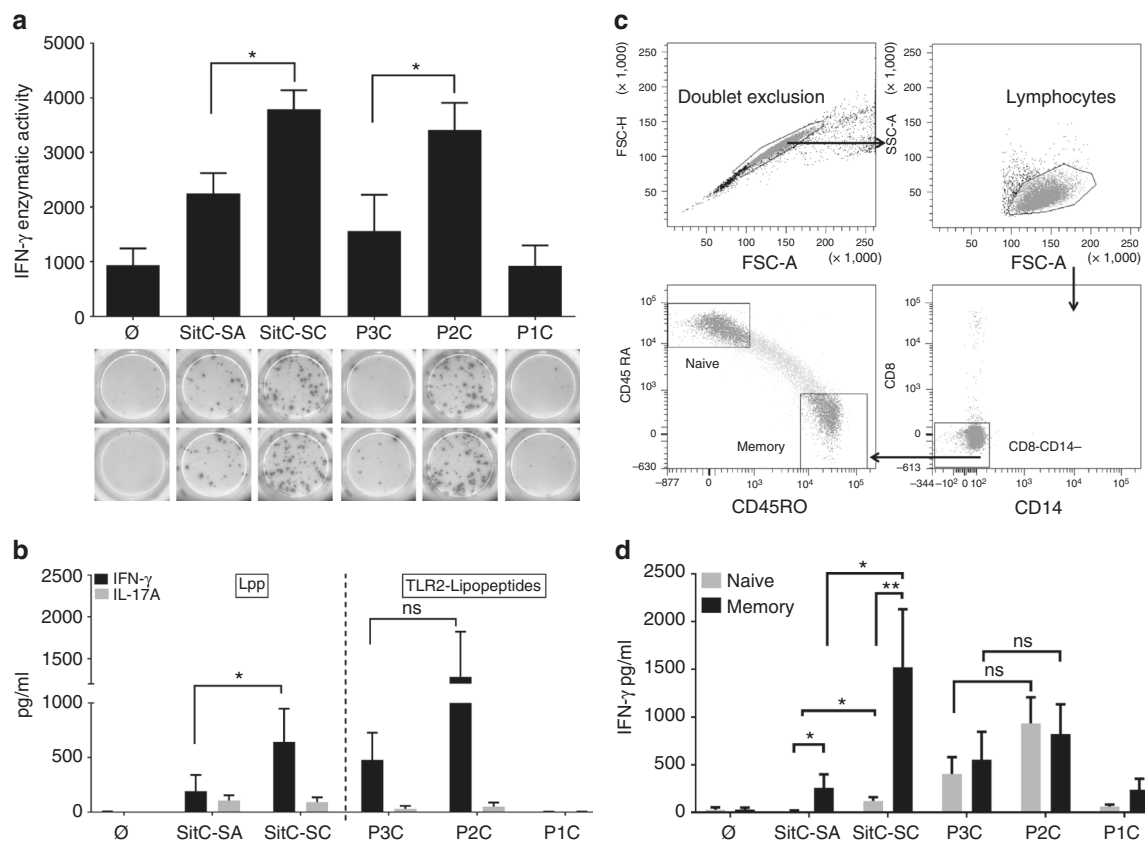 a
5000
4000
3000
2000
1000
0
IFN-γ enzymatic activity
*
*
Ø SitC-SA SitC-SC P3C P2C P1C
b
IFN-γ
IL-17A
Lpp
TLR2-Lipopeptides
2500
2000
1500
1000
500
0
pg/ml
*
ns
Ø SitC-SA SitC-SC P3C P2C P1C
c
Doublet exclusion
(× 1,000)
FSC-H
250
200
150
100
50
50 100 150 200 250
FSC-A (× 1,000)
Lymphocytes
(× 1,000)
SSC-A
250
200
150
100
50
50 100 150 200 250
FSC-A (× 1,000)
CD45 RA
10⁵
10⁴
10³
0
−630
Naive
Memory
−877 0 10³ 10⁴ 10⁵
CD45RO
CD8
10⁵
10⁴
10³
0
−613
CD8-CD14–
−344 −10² 0 10² 10³ 10⁴ 10⁵
CD14
d
Naive
Memory
2500
2000
1500
1000
500
0
IFN-γ pg/ml
*
*
*
**
ns
ns
Ø SitC-SA SitC-SC P3C P2C P1C